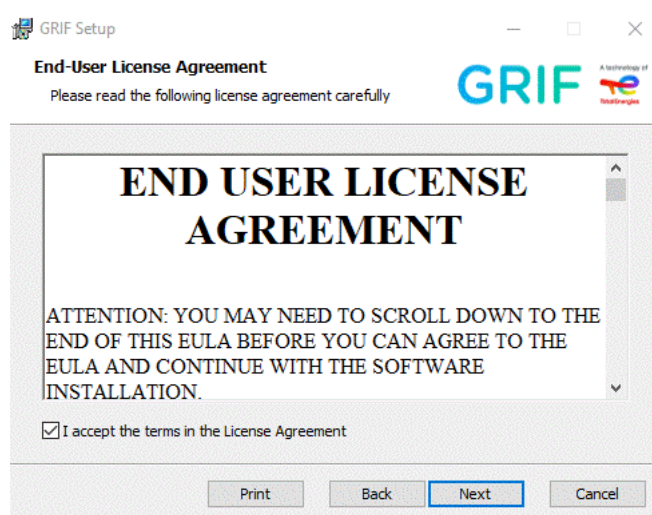 GRIF Setup
End-User License Agreement
Please read the following license agreement carefully
GRIF
A technology of
TotalEnergies
END USER LICENSE
AGREEMENT
ATTENTION: YOU MAY NEED TO SCROLL DOWN TO THE
END OF THIS EULA BEFORE YOU CAN AGREE TO THE
EULA AND CONTINUE WITH THE SOFTWARE
INSTALLATION.
I accept the terms in the License Agreement
Print
Back
Next
Cancel